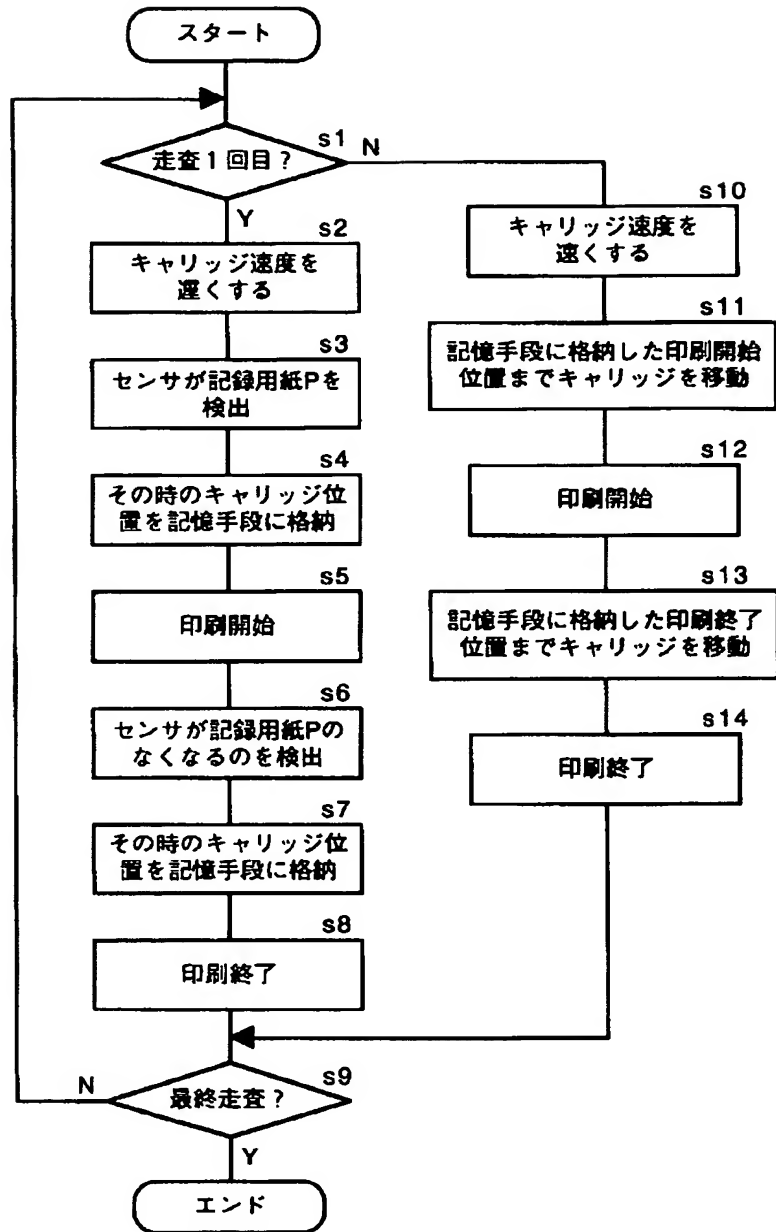 スタート
s1
走査1回目?
N
Y
s2
キャリッジ速度を
遅くする
s3
センサが記録用紙Pを
検出
s4
その時のキャリッジ位
置を記憶手段に格納
s5
印刷開始
s6
センサが記録用紙Pの
なくなるのを検出
s7
その時のキャリッジ位
置を記憶手段に格納
s8
印刷終了
s10
キャリッジ速度を
速くする
s11
記憶手段に格納した印刷開始
位置までキャリッジを移動
s12
印刷開始
s13
記憶手段に格納した印刷終了
位置までキャリッジを移動
s14
印刷終了
s9
最終走査?
N
Y
エンド